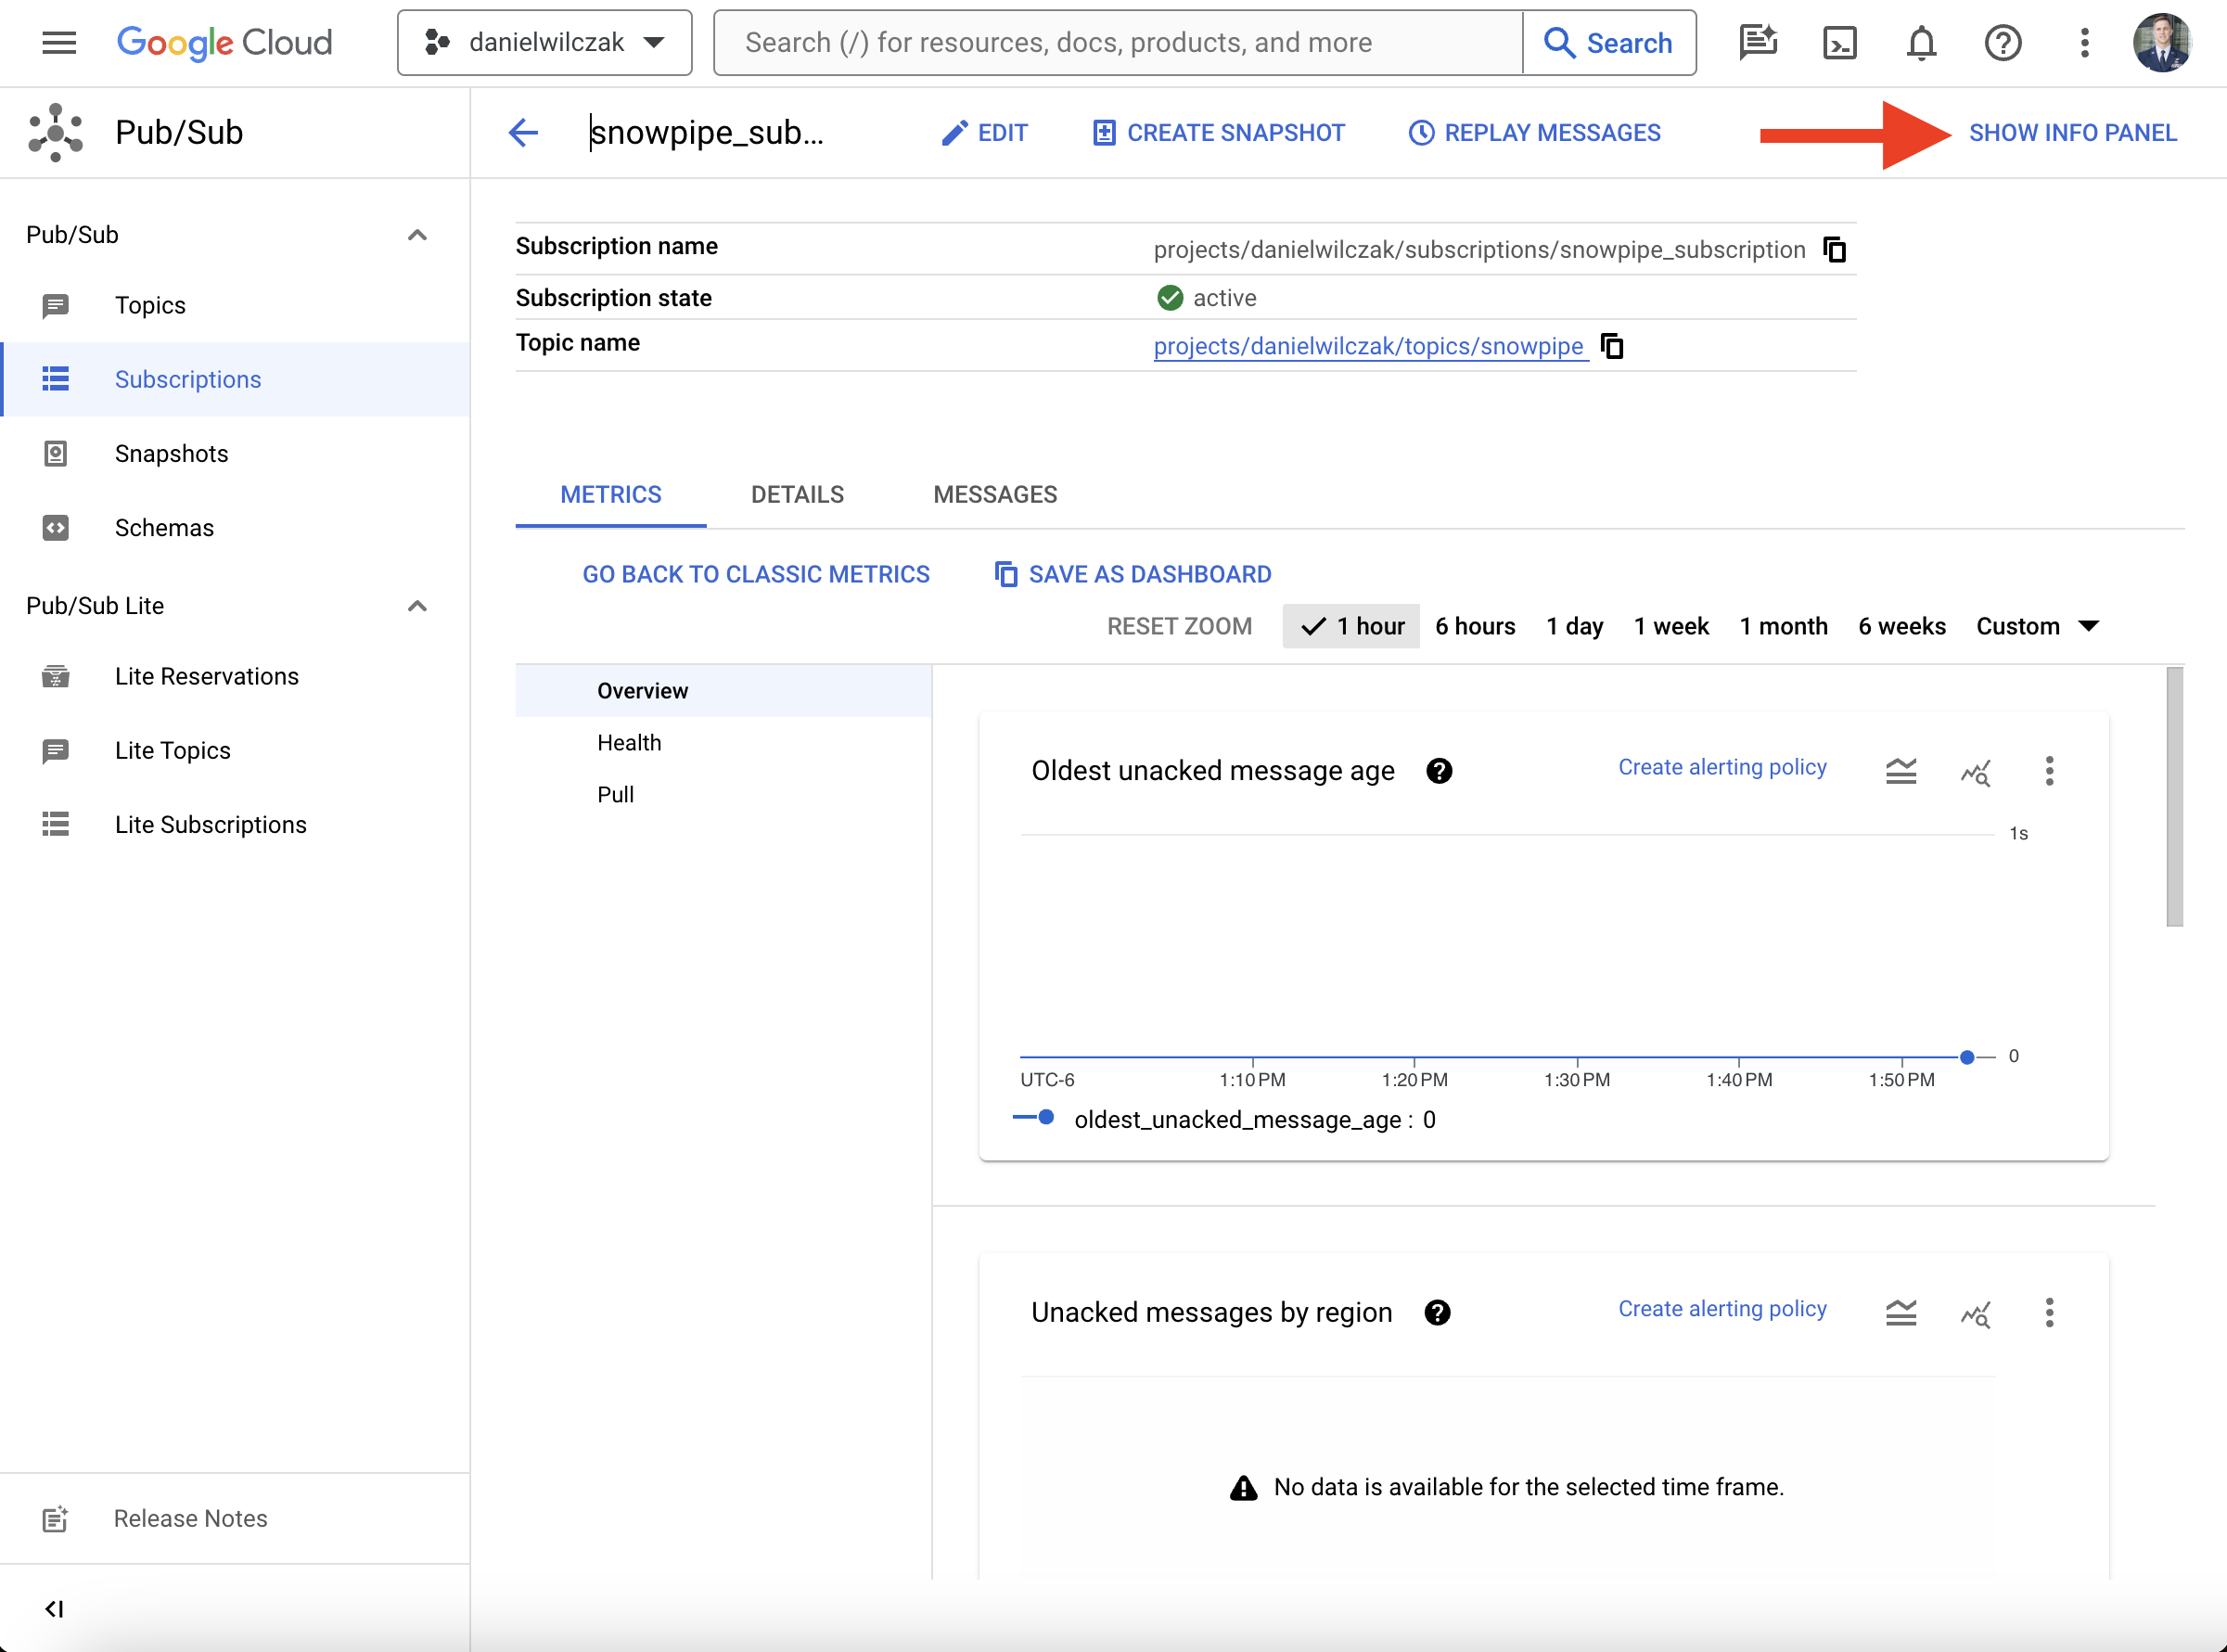 Google Cloud
danielwilczak
Search (/) for resources, docs, products, and more
Search
Pub/Sub
snowpipe_sub...
EDIT
CREATE SNAPSHOT
REPLAY MESSAGES
SHOW INFO PANEL
Pub/Sub
Topics
Subscriptions
Snapshots
Schemas
Pub/Sub Lite
Lite Reservations
Lite Topics
Lite Subscriptions
Release Notes
Subscription name
projects/danielwilczak/subscriptions/snowpipe_subscription
Subscription state
active
Topic name
projects/danielwilczak/topics/snowpipe
METRICS
DETAILS
MESSAGES
GO BACK TO CLASSIC METRICS
SAVE AS DASHBOARD
RESET ZOOM
1 hour
6 hours
1 day
1 week
1 month
6 weeks
Custom
Overview
Health
Pull
Oldest unacked message age
Create alerting policy
1s
0
UTC-6
1:10 PM
1:20 PM
1:30 PM
1:40 PM
1:50 PM
oldest_unacked_message_age : 0
Unacked messages by region
Create alerting policy
No data is available for the selected time frame.